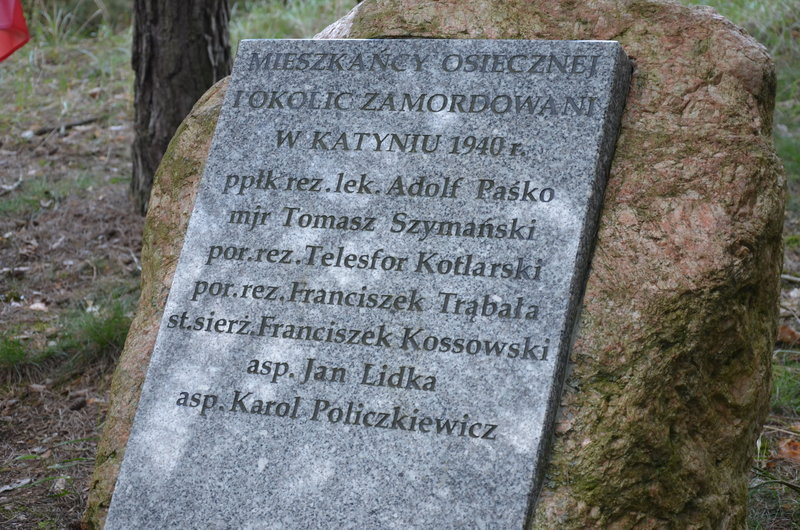 MIESZKAŃCY OSIECZNEJ
I OKOLIC ZAMORDOWANI
W KATYNIU 1940 r.
ppłk rez. lek. Adolf Paśko
mjr Tomasz Szymański
por.rez.Telesfor Kotlarski
por.rez.Franciszek Trąbała
st.sierż.Franciszek Kossowski
asp. Jan Lidka
asp. Karol Policzkiewicz